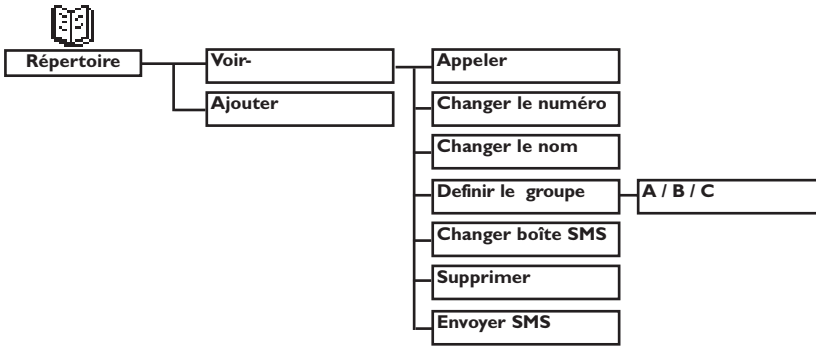 Répertoire
Voir-
Ajouter
Appeler
Changer le numéro
Changer le nom
Definir le groupe
A / B / C
Changer boîte SMS
Supprimer
Envoyer SMS